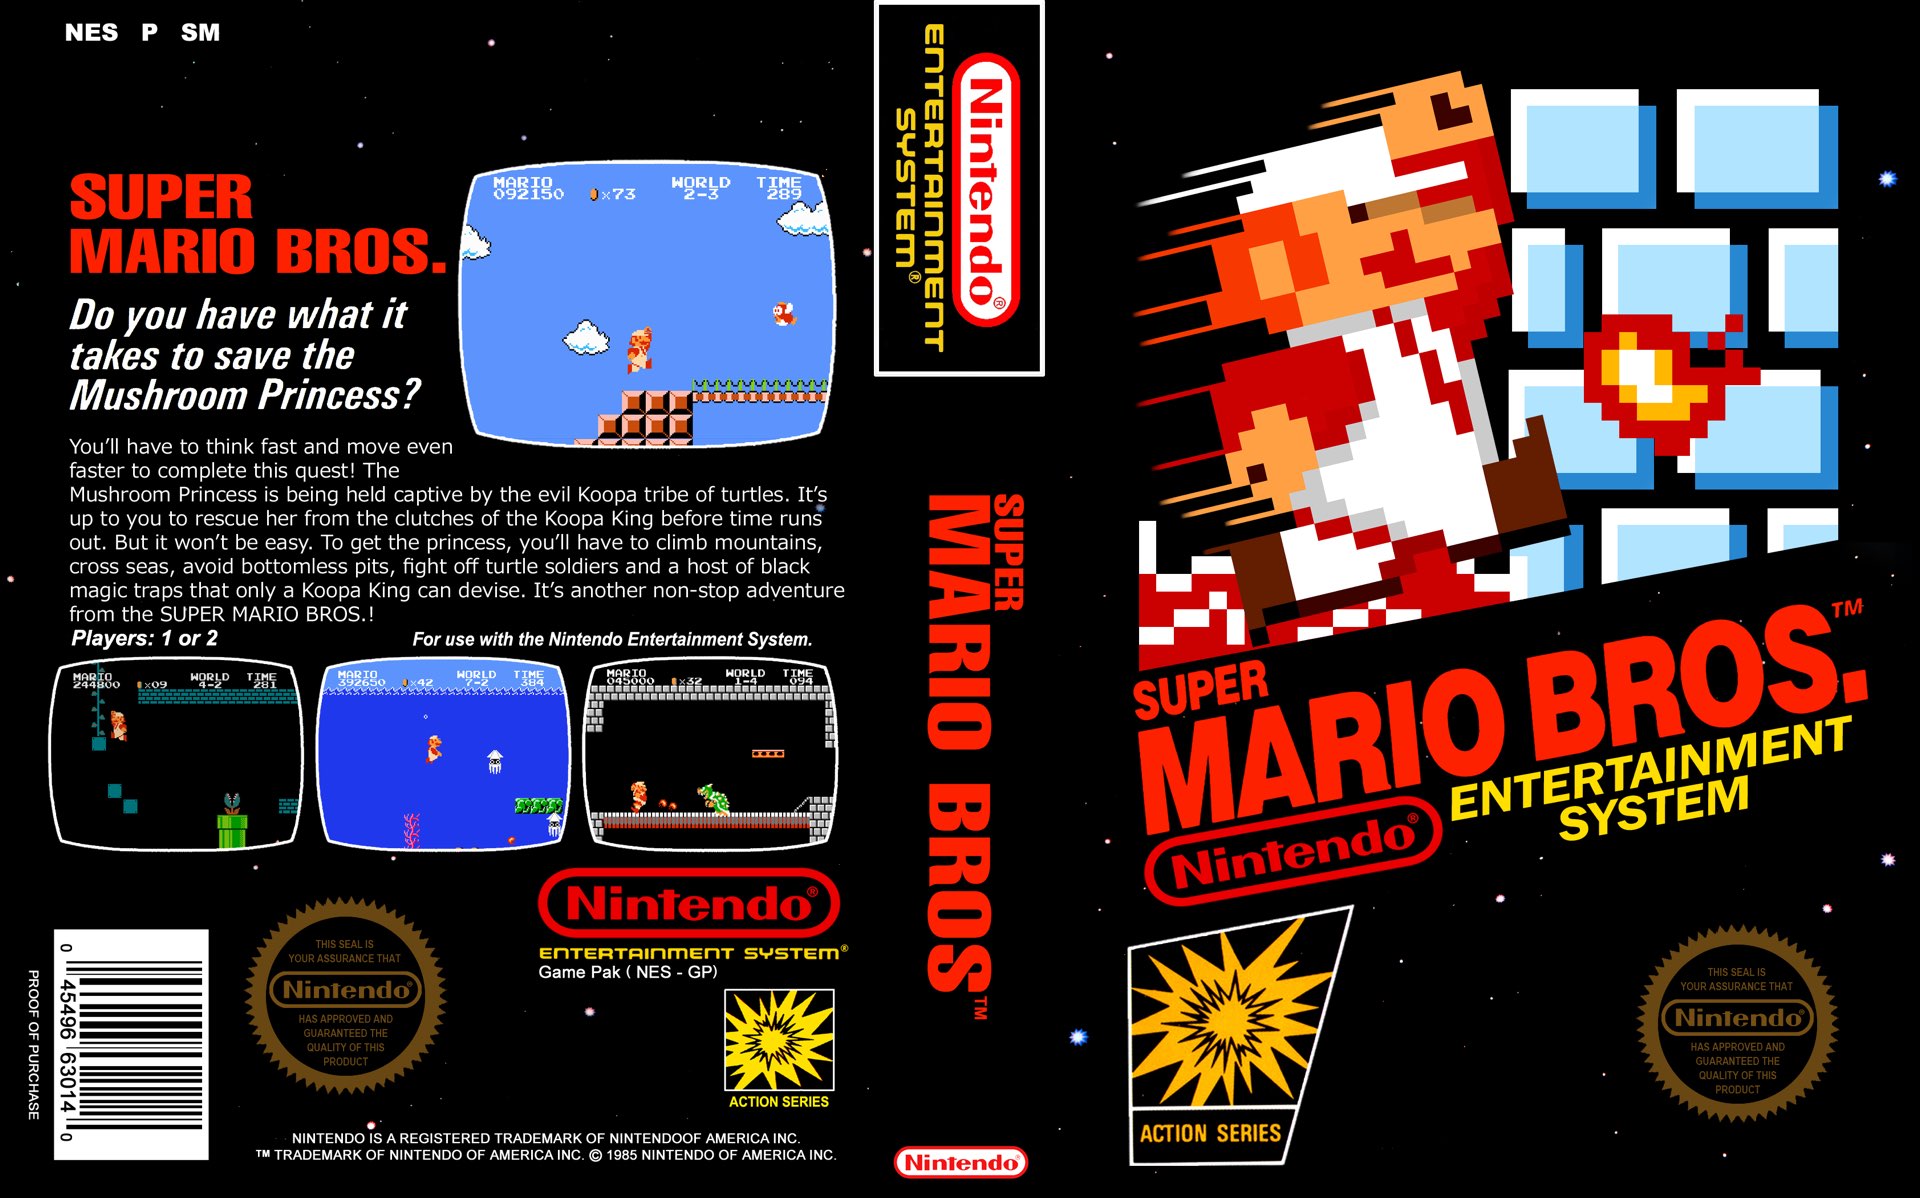 NES P SM
SUPER
MARIO BROS.
Do you have what it
takes to save the
Mushroom Princess?
MARIO WORLD TIME
092150 x73 2-3 289
You'll have to think fast and move even
faster to complete this quest! The
Mushroom Princess is being held captive by the evil Koopa tribe of turtles. It's
up to you to rescue her from the clutches of the Koopa King before time runs
out. But it won't be easy. To get the princess, you'll have to climb mountains,
cross seas, avoid bottomless pits, fight off turtle soldiers and a host of black
magic traps that only a Koopa King can devise. It's another non-stop adventure
from the SUPER MARIO BROS.!
Players: 1 or 2
For use with the Nintendo Entertainment System.
MARIO WORLD TIME
244800 x09 4-2 281
MARIO WORLD TIME
392650 x42 7-2 384
MARIO WORLD TIME
045000 x32 1-4 094
PROOF OF PURCHASE
0 45496 63014 0
THIS SEAL IS
YOUR ASSURANCE THAT
Nintendo®
HAS APPROVED AND
GUARANTEED THE
QUALITY OF THIS
PRODUCT
Nintendo®
ENTERTAINMENT SYSTEM®
Game Pak ( NES - GP)
ACTION SERIES
NINTENDO IS A REGISTERED TRADEMARK OF NINTENDOOF AMERICA INC.
™ TRADEMARK OF NINTENDO OF AMERICA INC. © 1985 NINTENDO OF AMERICA INC.
Nintendo®
ENTERTAINMENT
SYSTEM®
SUPER
MARIO BROS™
Nintendo®
SUPER
MARIO BROS.™
Nintendo®
ENTERTAINMENT
SYSTEM
ACTION SERIES
THIS SEAL IS
YOUR ASSURANCE THAT
Nintendo®
HAS APPROVED AND
GUARANTEED THE
QUALITY OF THIS
PRODUCT